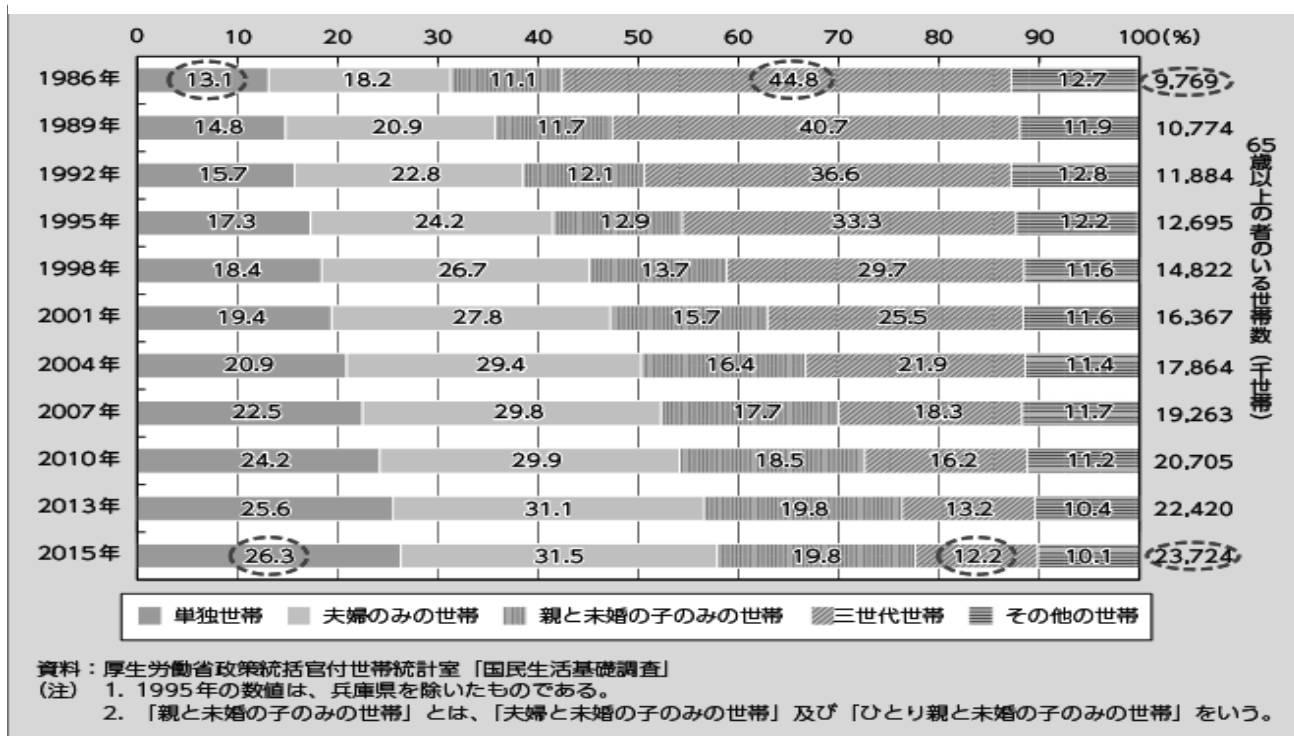 0 10 20 30 40 50 60 70 80 90 100(%)
1986年 13.1 18.2 11.1 44.8 12.7 9,769
1989年 14.8 20.9 11.7 40.7 11.9 10,774
1992年 15.7 22.8 12.1 36.6 12.8 11,884
1995年 17.3 24.2 12.9 33.3 12.2 12,695
1998年 18.4 26.7 13.7 29.7 11.6 14,822
2001年 19.4 27.8 15.7 25.5 11.6 16,367
2004年 20.9 29.4 16.4 21.9 11.4 17,864
2007年 22.5 29.8 17.7 18.3 11.7 19,263
2010年 24.2 29.9 18.5 16.2 11.2 20,705
2013年 25.6 31.1 19.8 13.2 10.4 22,420
2015年 26.3 31.5 19.8 12.2 10.1 23,724
65歳以上の者のいる世帯数（千世帯）
単独世帯 夫婦のみの世帯 親と未婚の子のみの世帯 三世代世帯 その他の世帯
資料：厚生労働省政策統括官付世帯統計室「国民生活基礎調査」
（注） 1. 1995年の数値は、兵庫県を除いたものである。
2. 「親と未婚の子のみの世帯」とは、「夫婦と未婚の子のみの世帯」及び「ひとり親と未婚の子のみの世帯」をいう。